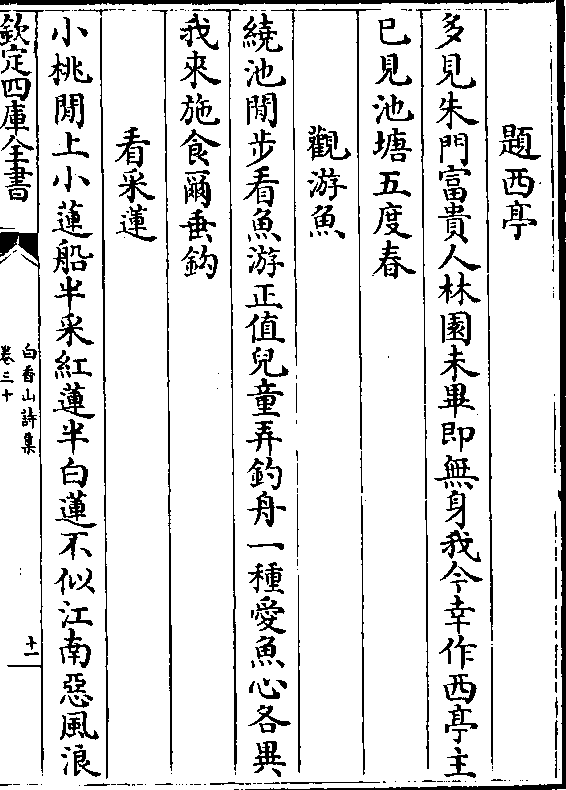 題西亭
多見朱門富貴人林園未畢即無身我今幸作西亭主
已見池塘五度春
觀游魚
繞池閒步看魚游正值兒童弄釣舟一種愛魚心各異
我來施食爾垂鈎
看采蓮
小桃閒上小蓮船半采紅蓮半白蓮不似江南惡風浪
欽定四庫全書
白香山詩集
卷三十
十一